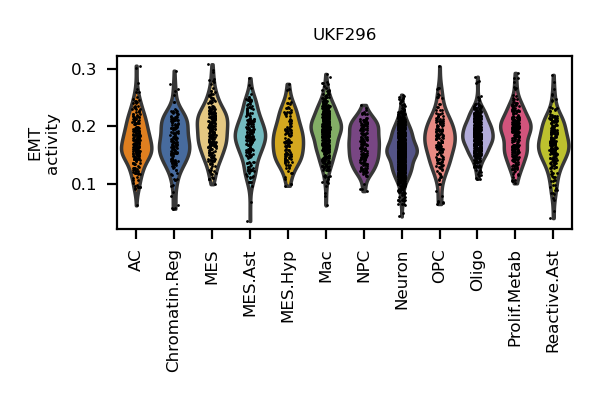 UKF296
EMT
activity
0.3
0.2
0.1
AC
Chromatin.Reg
MES
MES.Ast
MES.Hyp
Mac
NPC
Neuron
OPC
Oligo
Prolif.Metab
Reactive.Ast